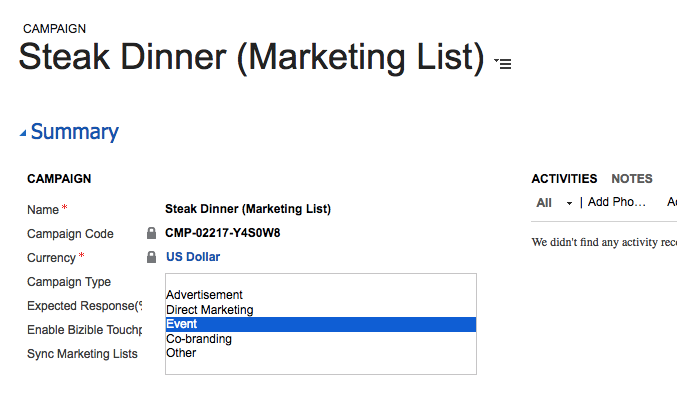 CAMPAIGN
Steak Dinner (Marketing List)
Summary
CAMPAIGN
Name *
Steak Dinner (Marketing List)
Campaign Code
CMP-02217-Y4S0W8
Currency *
US Dollar
Campaign Type
Expected Response(%
Enable Bizible Touchp
Sync Marketing Lists
Advertisement
Direct Marketing
Event
Co-branding
Other
ACTIVITIES NOTES
All | Add Pho... Ac
We didn't find any activity reco